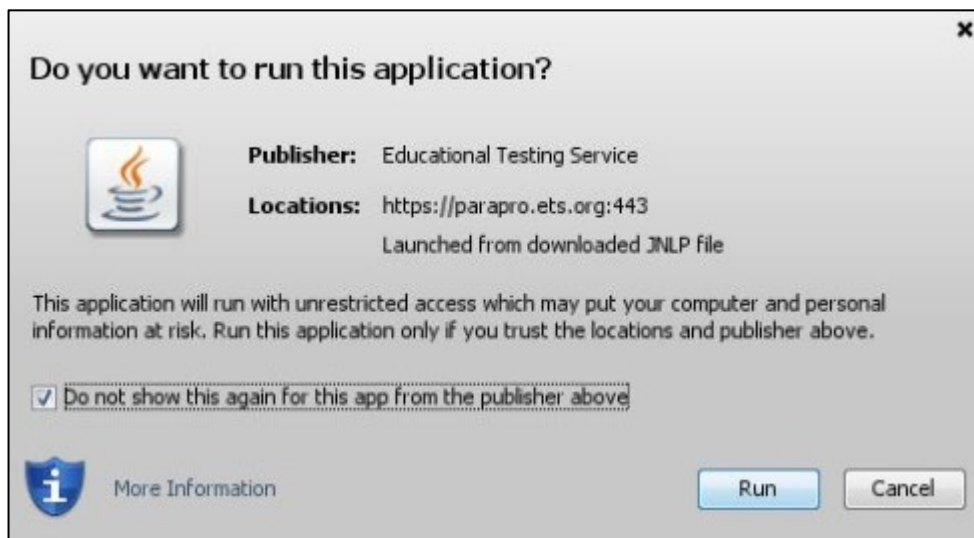 Do you want to run this application?
Publisher: Educational Testing Service
Locations: https://parapro.ets.org:443
Launched from downloaded JNLP file
This application will run with unrestricted access which may put your computer and personal
information at risk. Run this application only if you trust the locations and publisher above.
Do not show this again for this app from the publisher above
More Information
Run
Cancel